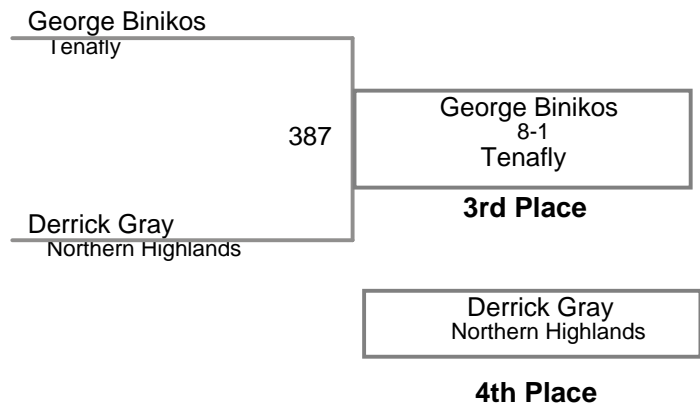 George Binikos
Tenafly
387
George Binikos
8-1
Tenafly
3rd Place
Derrick Gray
Northern Highlands
Derrick Gray
Northern Highlands
4th Place